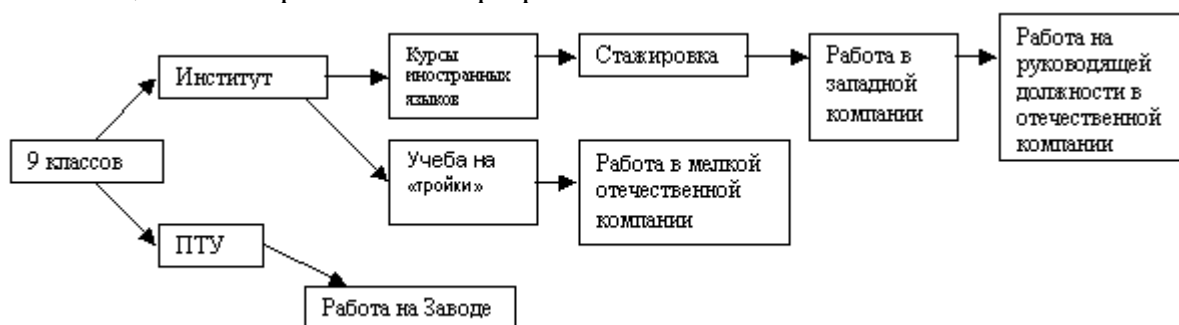 Институт
Курсы
иностранных
языков
Стажировка
Работа в
западной
компании
Работа на
руководящей
должности в
отечественной
компании
9 классов
Учеба на
«тройки»
Работа в мелкой
отечественной
компании
ПТУ
Работа на Заводе